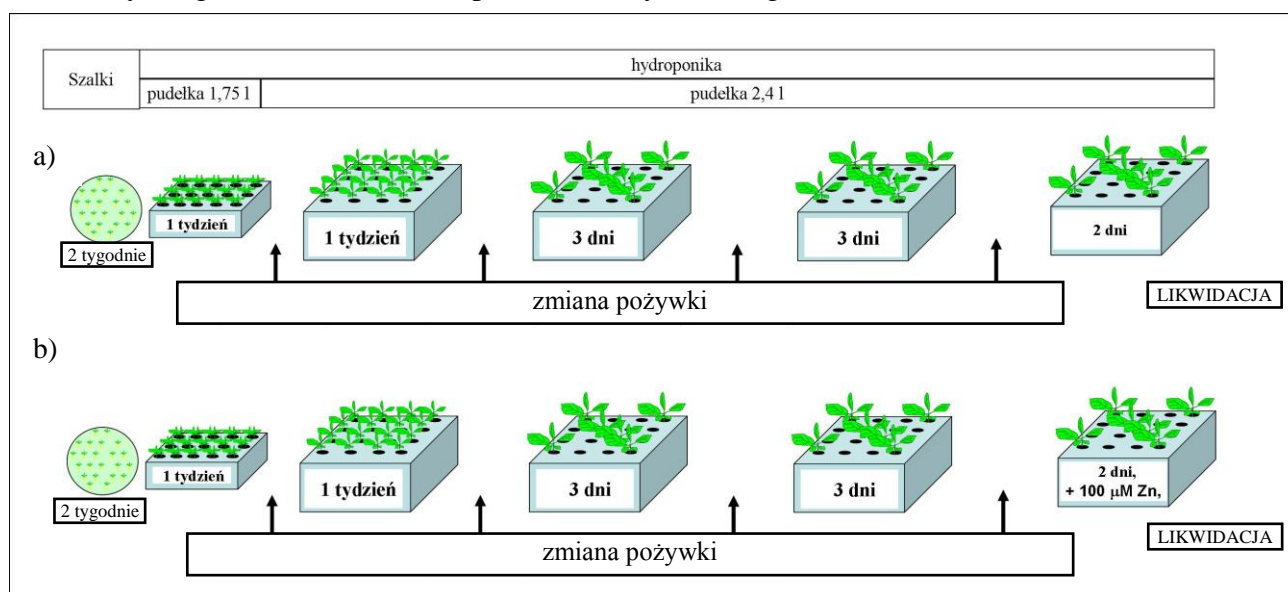 Szalki
hydroponika
pudełka 1,75 l
pudełka 2,4 l
a)
2 tygodnie
1 tydzień
1 tydzień
3 dni
3 dni
2 dni
zmiana pożywki
LIKWIDACJA
b)
2 tygodnie
1 tydzień
1 tydzień
3 dni
3 dni
2 dni,
+ 100 μM Zn,
zmiana pożywki
LIKWIDACJA